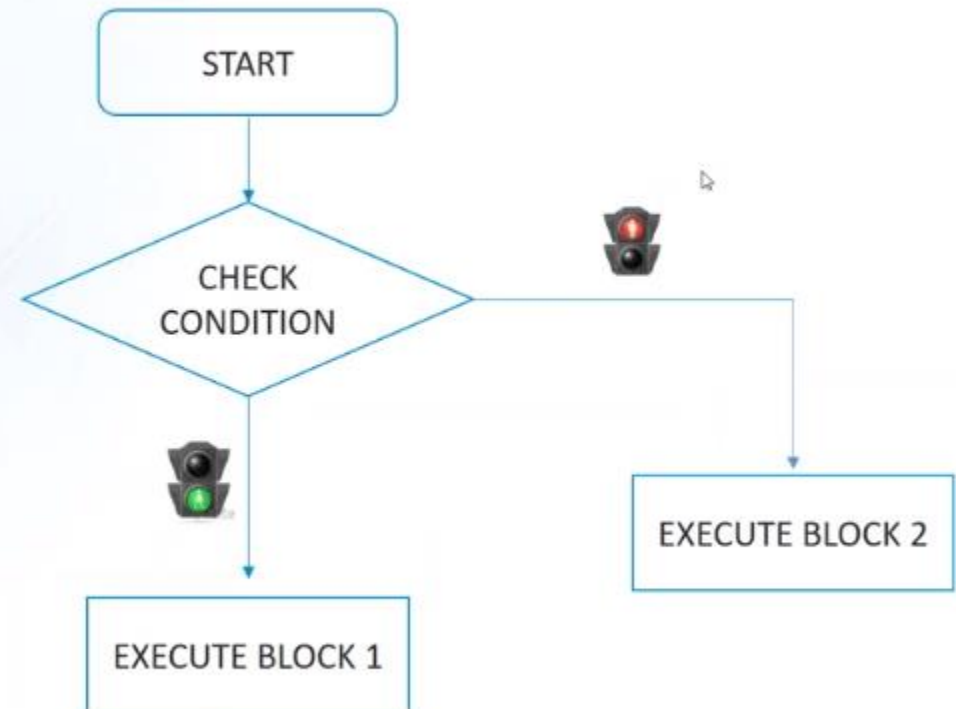 START
CHECK
CONDITION
EXECUTE BLOCK 2
EXECUTE BLOCK 1